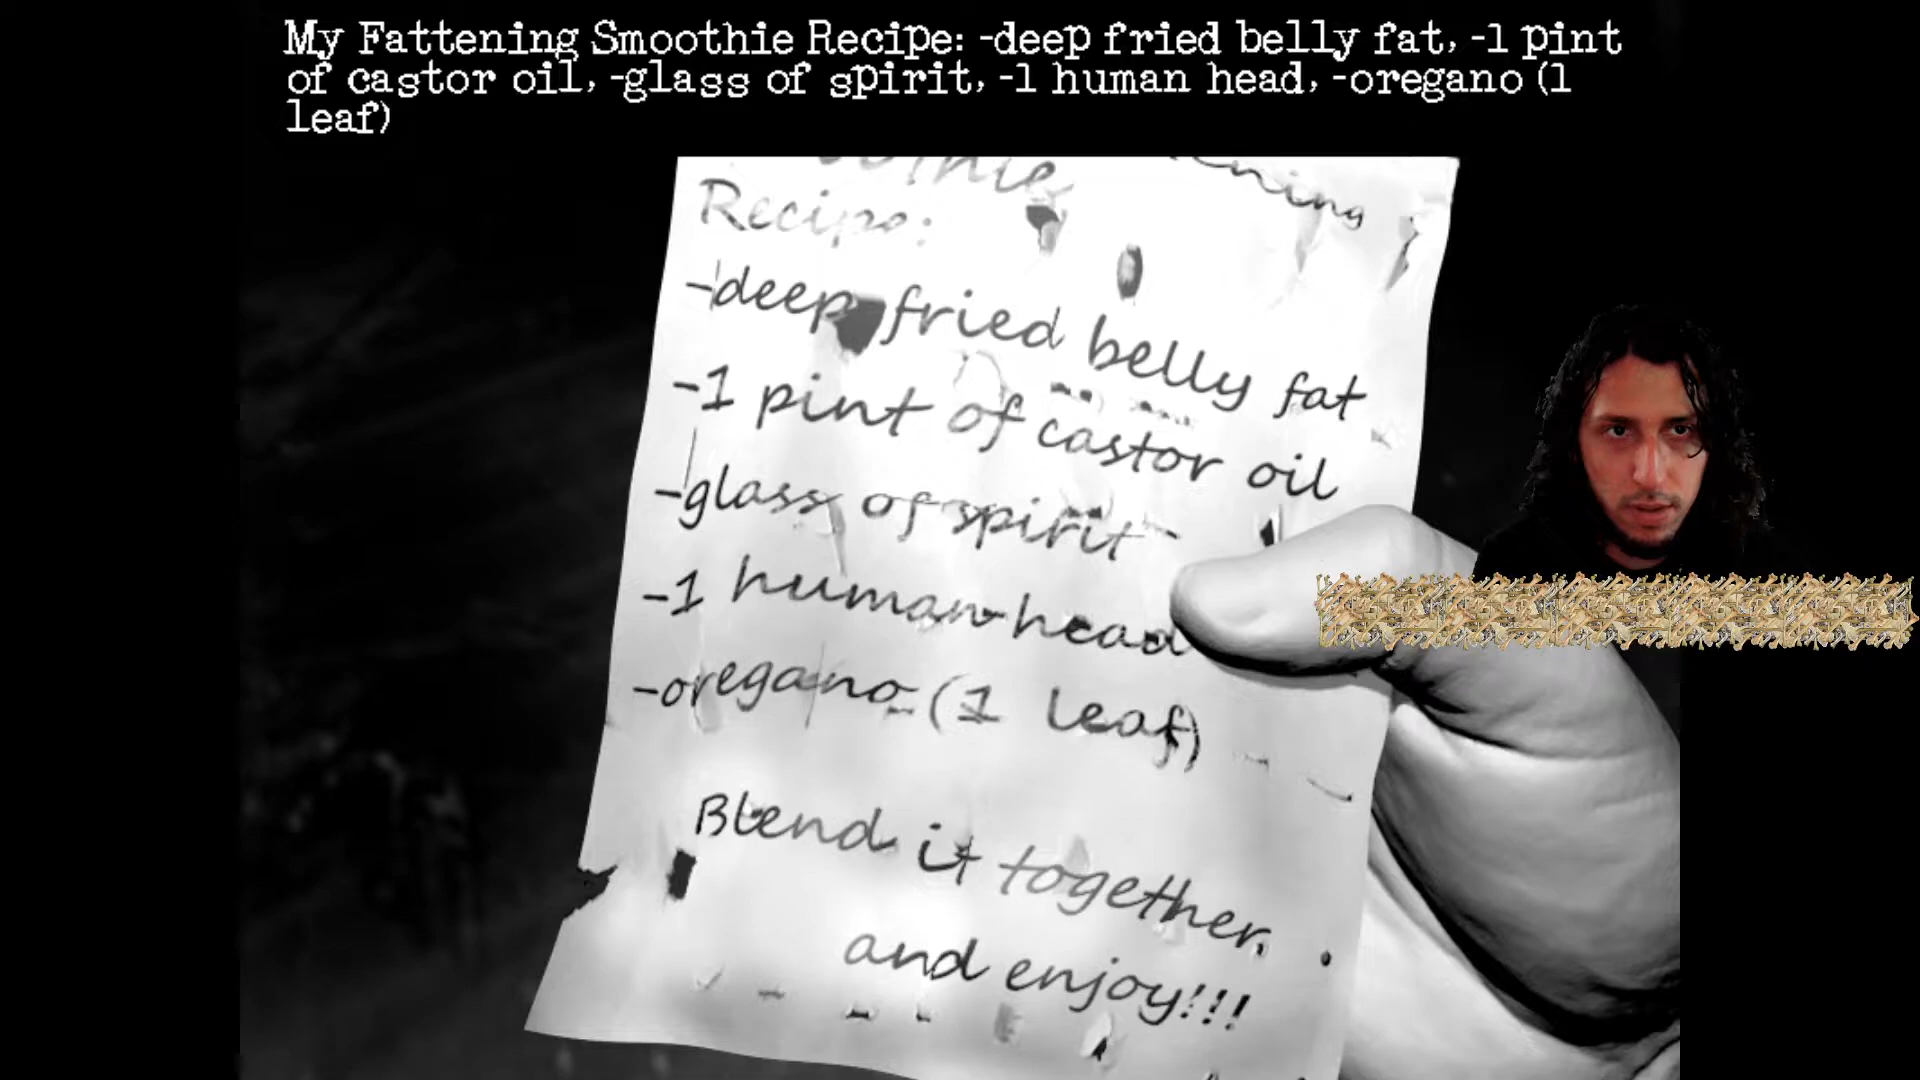 My Fattening Smoothie Recipe: -deep fried belly fat, -1 pint
of castor oil, -glass of spirit, -1 human head, -oregano (1
leaf)
Recipe:
-deep fried belly fat
-1 pint of castor oil
-glass of spirit
-1 human head
-oregano (1 leaf)
Blend it together.
and enjoy!!!